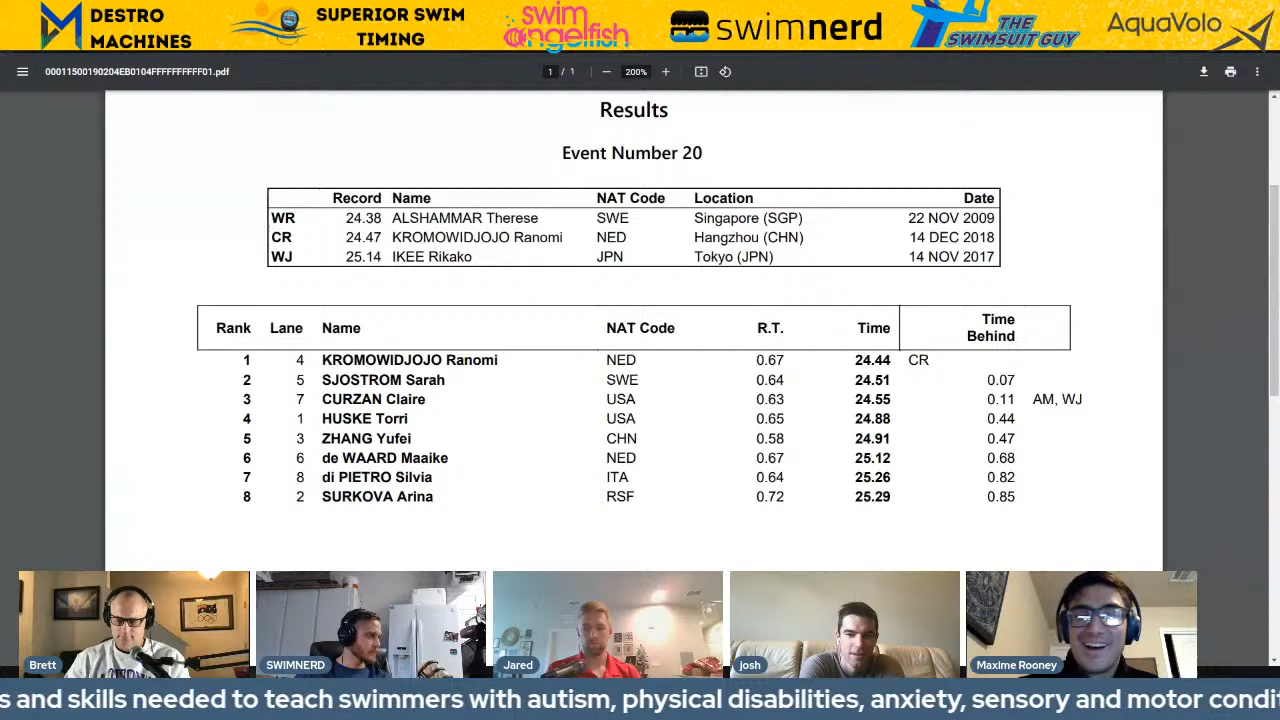 DESTRO
MACHINES
SUPERIOR SWIM
TIMING
swim
angelfish
swimnerd
THE
SWIMSUIT GUY
AquaVolo
00011500190204EB0104FFFFFFFFFF01.pdf
1 / 1
200%
Results
Event Number 20
Record Name NAT Code Location Date
WR 24.38 ALSHAMMAR Therese SWE Singapore (SGP) 22 NOV 2009
CR 24.47 KROMOWIDJOJO Ranomi NED Hangzhou (CHN) 14 DEC 2018
WJ 25.14 IKEE Rikako JPN Tokyo (JPN) 14 NOV 2017
Rank Lane Name NAT Code R.T. Time Time Behind
1 4 KROMOWIDJOJO Ranomi NED 0.67 24.44 CR
2 5 SJOSTROM Sarah SWE 0.64 24.51 0.07
3 7 CURZAN Claire USA 0.63 24.55 0.11 AM, WJ
4 1 HUSKE Torri USA 0.65 24.88 0.44
5 3 ZHANG Yufei CHN 0.58 24.91 0.47
6 6 de WAARD Maaike NED 0.67 25.12 0.68
7 8 di PIETRO Silvia ITA 0.64 25.26 0.82
8 2 SURKOVA Arina RSF 0.72 25.29 0.85
Brett
SWIMNERD
Jared
josh
Maxime Rooney
s and skills needed to teach swimmers with autism, physical disabilities, anxiety, sensory and motor condi